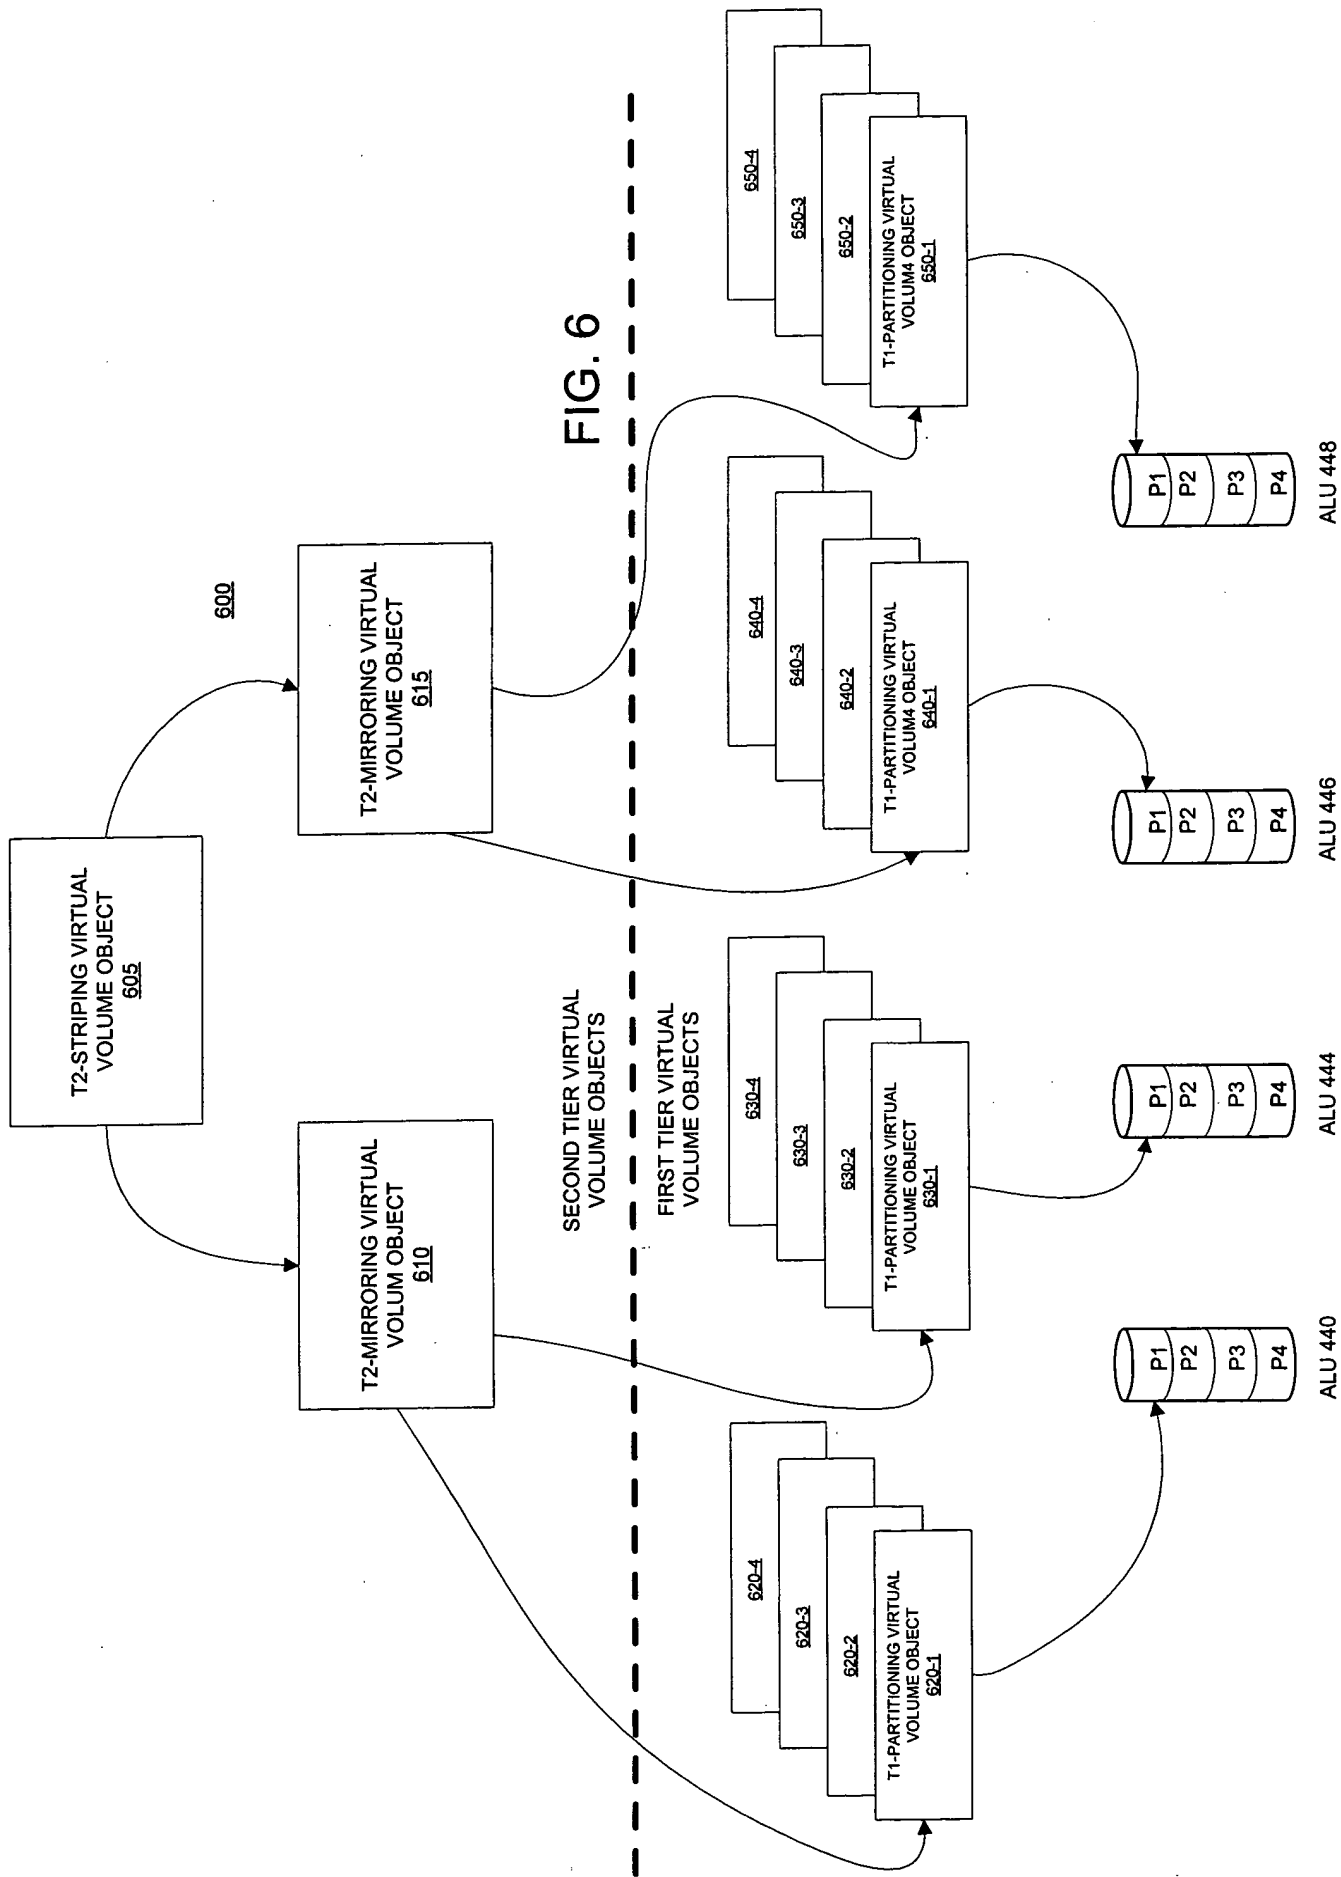 T2-STRIPING VIRTUAL
VOLUME OBJECT
605
600
T2-MIRRORING VIRTUAL
VOLUM OBJECT
610
T2-MIRRORING VIRTUAL
VOLUME OBJECT
615
SECOND TIER VIRTUAL
VOLUME OBJECTS
FIG. 6
FIRST TIER VIRTUAL
VOLUME OBJECTS
620-4
620-3
620-2
T1-PARTITIONING VIRTUAL
VOLUME OBJECT
620-1
630-4
630-3
630-2
T1-PARTITIONING VIRTUAL
VOLUME OBJECT
630-1
640-4
640-3
640-2
T1-PARTITIONING VIRTUAL
VOLUM4 OBJECT
640-1
650-4
650-3
650-2
T1-PARTITIONING VIRTUAL
VOLUM4 OBJECT
650-1
P1
P2
P3
P4
ALU 440
P1
P2
P3
P4
ALU 444
P1
P2
P3
P4
ALU 446
P1
P2
P3
P4
ALU 448